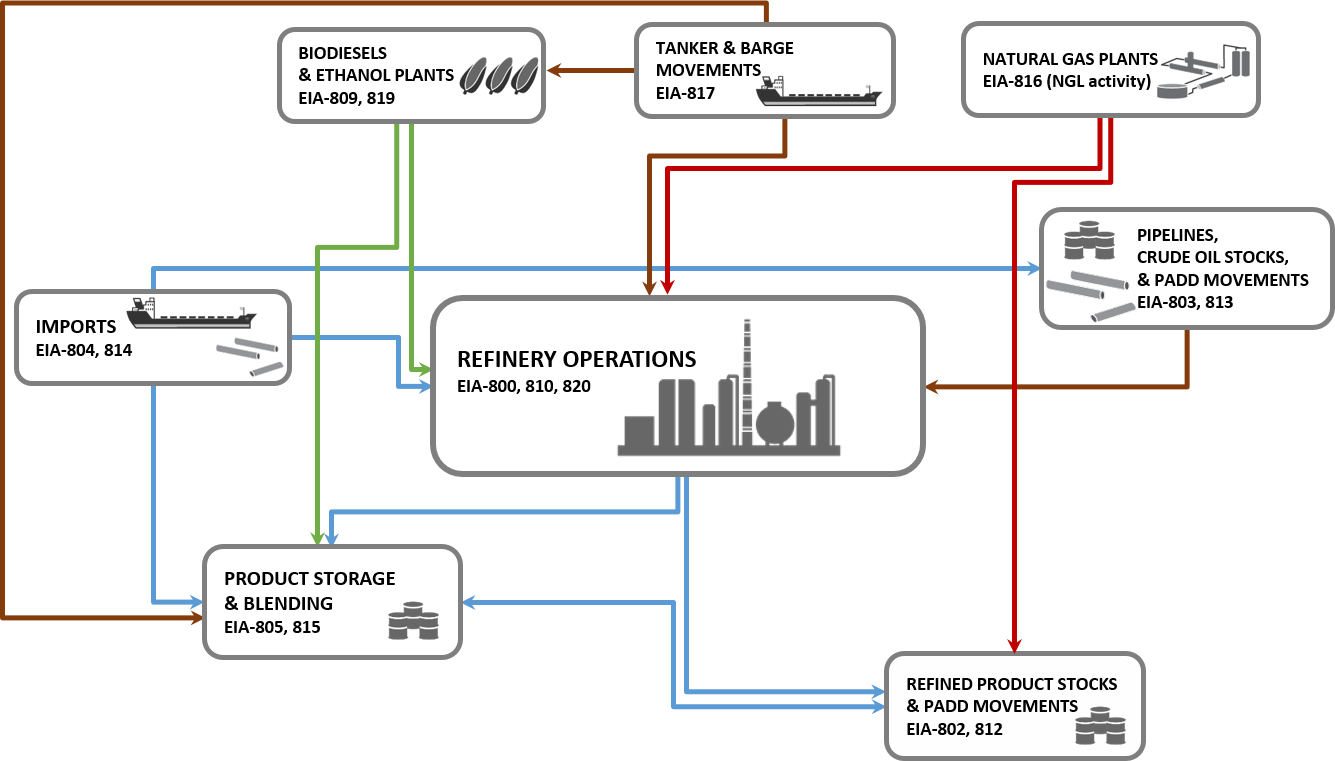 BIODIESELS
& ETHANOL PLANTS
EIA-809, 819
TANKER & BARGE
MOVEMENTS
EIA-817
NATURAL GAS PLANTS
EIA-816 (NGL activity)
PIPELINES,
CRUDE OIL STOCKS,
& PADD MOVEMENTS
EIA-803, 813
IMPORTS
EIA-804, 814
REFINERY OPERATIONS
EIA-800, 810, 820
PRODUCT STORAGE
& BLENDING
EIA-805, 815
REFINED PRODUCT STOCKS
& PADD MOVEMENTS
EIA-802, 812